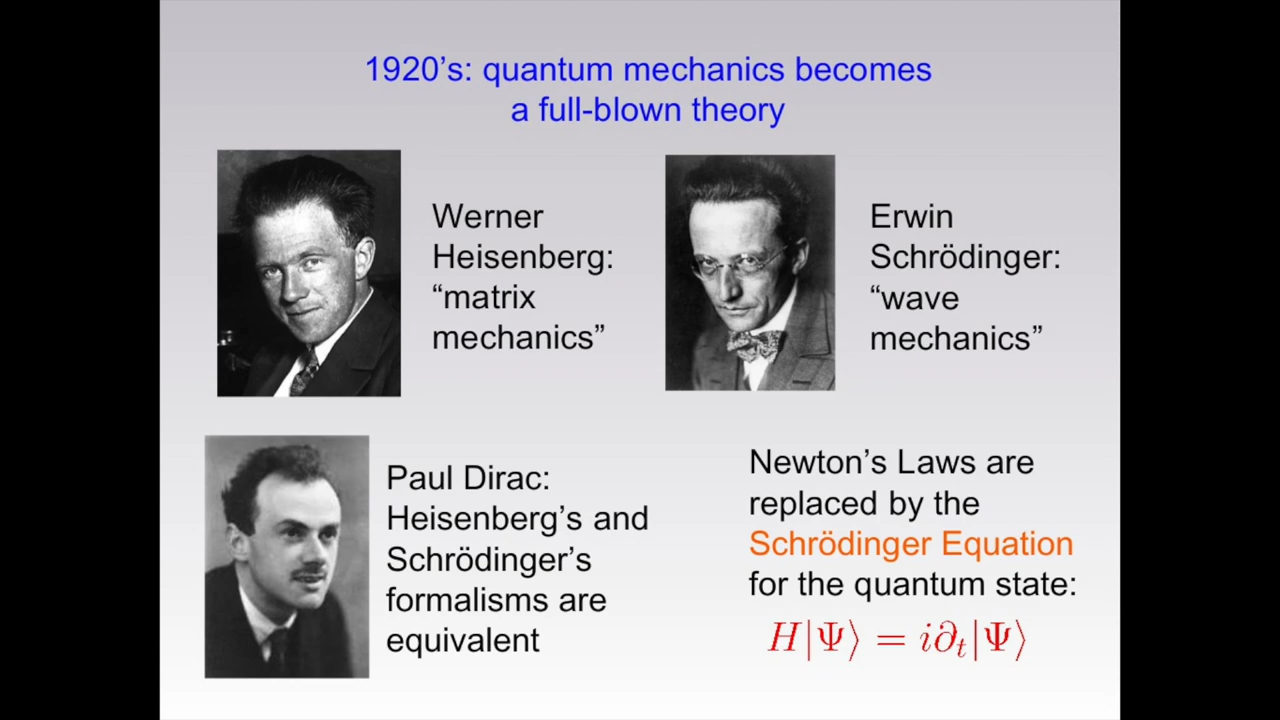 1920’s: quantum mechanics becomes
a full-blown theory
Werner
Heisenberg:
“matrix
mechanics”
Erwin
Schrödinger:
“wave
mechanics”
Paul Dirac:
Heisenberg’s and
Schrödinger’s
formalisms are
equivalent
Newton’s Laws are
replaced by the
Schrödinger Equation
for the quantum state:
H|Ψ⟩ = i∂ₜ|Ψ⟩